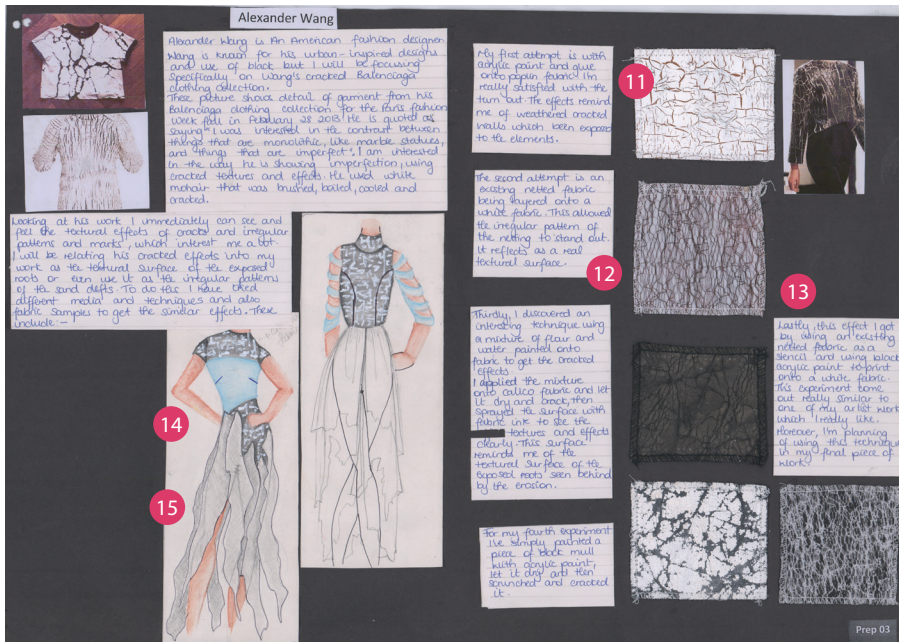 Alexander Wang
Alexander Wang is An American fashion designer
Wang is known for his urban-inspired designs
and use of black but I will be focusing
specifically on Wang's cracked Balenciaga
clothing collection.
These picture shows detail of garment from his
Balenciaga clothing collection for the Paris fashion
Week fall in February 28 2013. He is quoted as
saying "I was interested in the contrast between
things that are monolithic, like marble statues,
and things that are imperfect". I am interested
in the way he is showing imperfection, using
cracked textures and effects. He used white
mohair that was brushed, boiled, cooled and
cracked.
Looking at his work I immediately can see and
feel the textural effects of cracks and irregular
patterns and marks, which interest me a lot.
I will be relating his cracked effects into my
work as the textural surface of the exposed
roots or even use it as the irregular patterns
of the sand To do this I have tried
different media and techniques and also
fabric samples to get the similar effects. These
include:-
14
15
My first attempt is with
acrylic paint and glue
onto poplin fabric. I'm
really satisfied with the
turn out. The effects remind
me of weathered cracked
walls which been exposed
to the elements.
11
The second attempt is an
existing netted fabric
being layered onto a
white fabric. This allowed
the irregular pattern of
the netting to stand out.
It reflects as a real
textural surface.
12
13
Thirdly, I discovered an
interesting technique using
a mixture of flour and
water painted onto
fabric to get the cracked
effects.
I applied the mixture
onto calico fabric and let
it dry and crack, then
sprayed the surface with
fabric ink to see the
textures and effects
clearly. This surface
reminds me of the
textural surface of the
exposed roots seen behind
by the erosion.
For my fourth experiment
I've simply painted a
piece of black mull
with acrylic paint,
let it dry and then
scrunched and cracked
it.
Lastly, this effect I got
by using an existing
netted fabric as a
stencil and using black
acrylic paint to print
onto a white fabric.
This experiment came
out really similar to
one of my artist work
which I really like.
Moreover, I'm planning
of using this technique
in my final piece of
work.
Prep 03